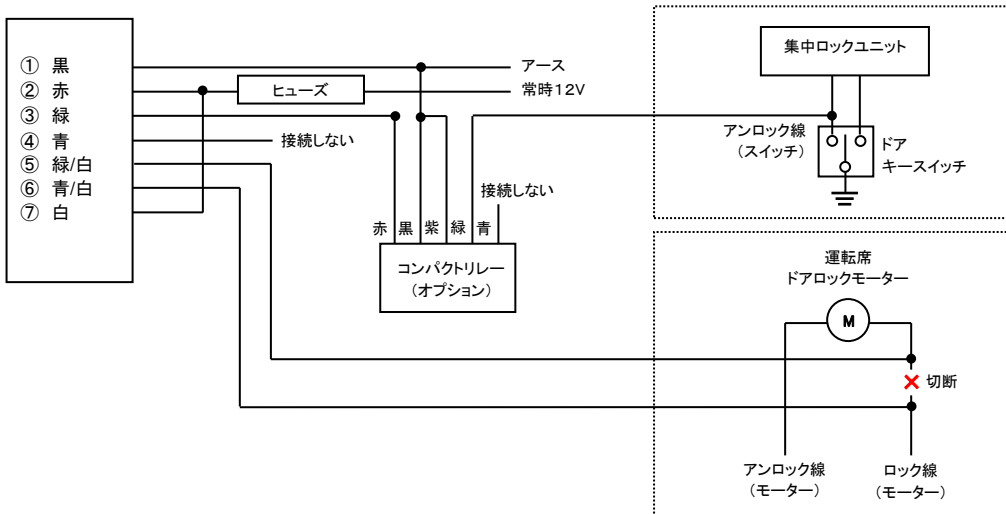 ① 黒
② 赤
③ 緑
④ 青
⑤ 緑/白
⑥ 青/白
⑦ 白
アース
ヒューズ
常時12V
接続しない
接続しない
赤 黒 紫 緑 青
コンパクトリレー
(オプション)
集中ロックユニット
アンロック線
(スイッチ)
ドア
キースイッチ
運転席
ドアロックモーター
M
切断
アンロック線
(モーター)
ロック線
(モーター)